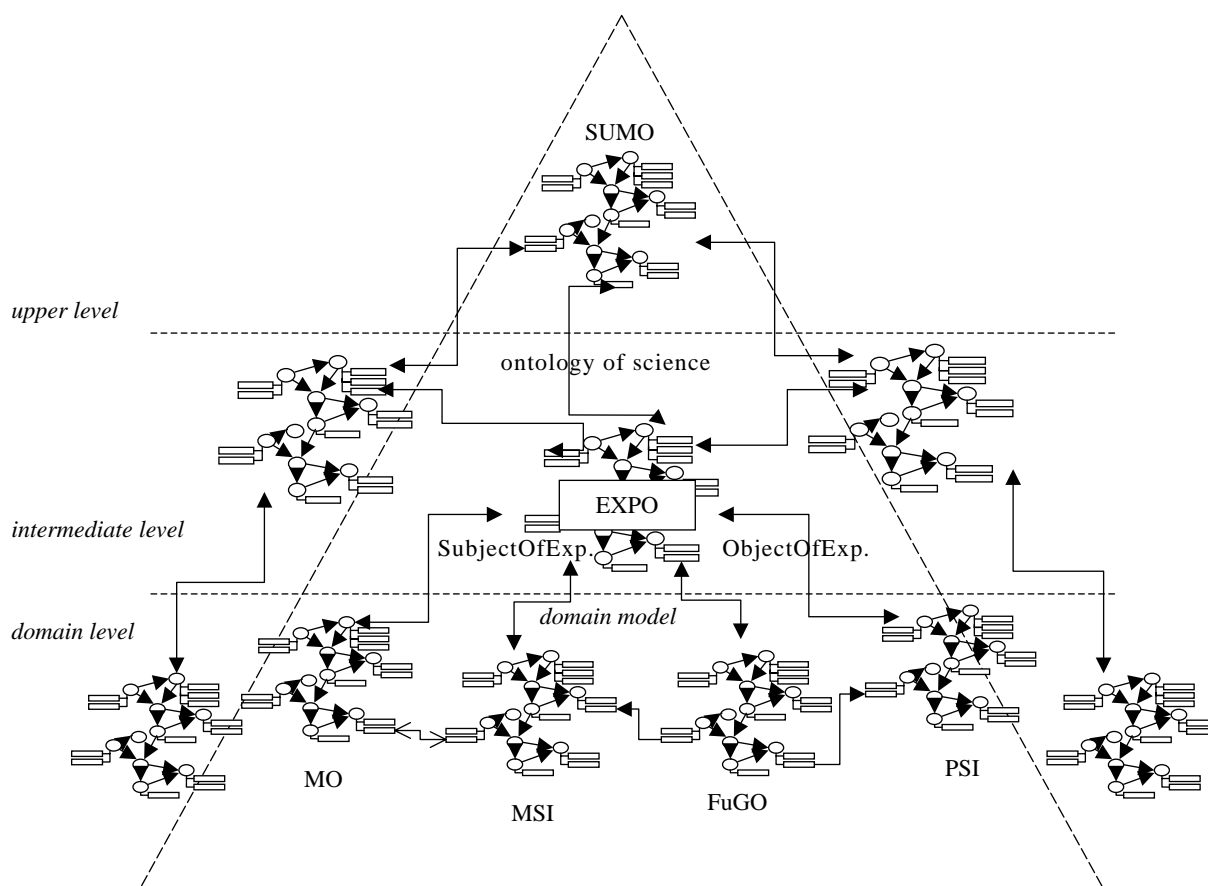 SUMO
upper level
ontology of science
EXPO
intermediate level
SubjectOfExp.
ObjectOfExp.
domain level
domain model
MO
MSI
FuGO
PSI